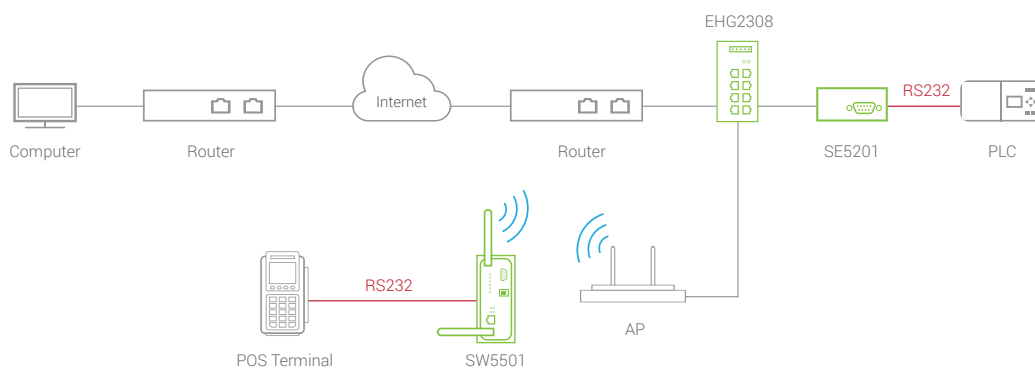 EHG2308
Internet
RS232
Computer
Router
Router
SE5201
PLC
RS232
AP
POS Terminal
SW5501